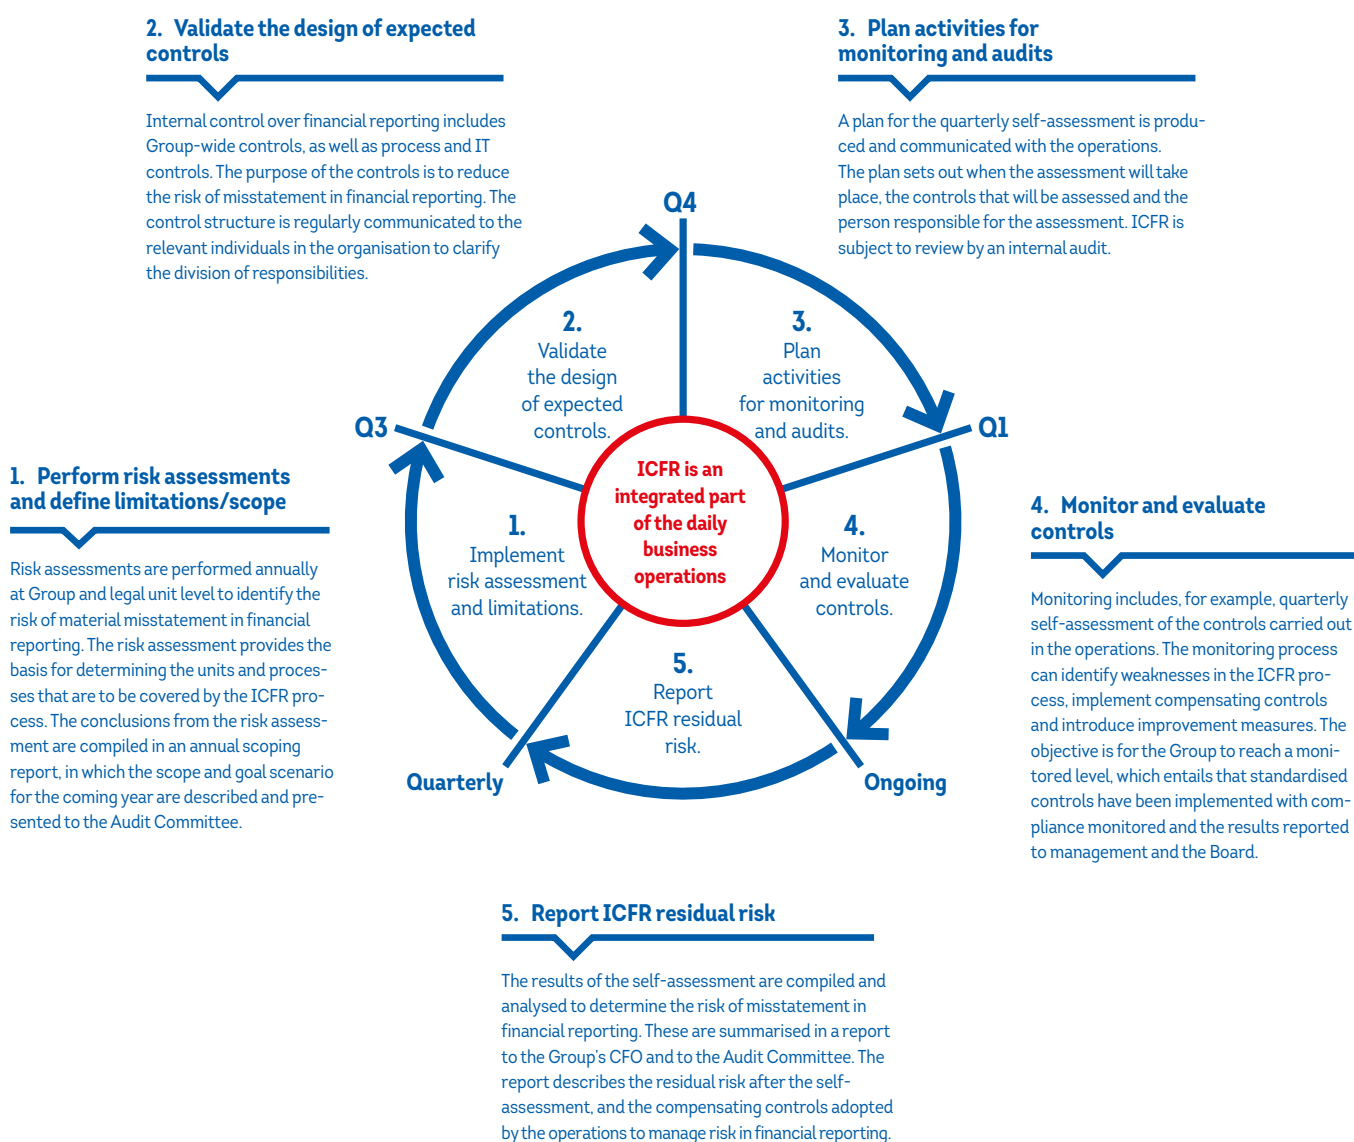 2. Validate the design of expected
controls
Internal control over financial reporting includes
Group-wide controls, as well as process and IT
controls. The purpose of the controls is to reduce
the risk of misstatement in financial reporting. The
control structure is regularly communicated to the
relevant individuals in the organisation to clarify
the division of responsibilities.
3. Plan activities for
monitoring and audits
A plan for the quarterly self-assessment is produ-
ced and communicated with the operations.
The plan sets out when the assessment will take
place, the controls that will be assessed and the
person responsible for the assessment. ICFR is
subject to review by an internal audit.
Q4
2.
Validate
the design
of expected
controls.
3.
Plan
activities
for monitoring
and audits.
Q3
Q1
ICFR is an
integrated part
of the daily
business
operations
1.
Implement
risk assessment
and limitations.
4.
Monitor
and evaluate
controls.
5.
Report
ICFR residual
risk.
Quarterly
Ongoing
1. Perform risk assessments
and define limitations/scope
Risk assessments are performed annually
at Group and legal unit level to identify the
risk of material misstatement in financial
reporting. The risk assessment provides the
basis for determining the units and proces-
ses that are to be covered by the ICFR pro-
cess. The conclusions from the risk assess-
ment are compiled in an annual scoping
report, in which the scope and goal scenario
for the coming year are described and pre-
sented to the Audit Committee.
4. Monitor and evaluate
controls
Monitoring includes, for example, quarterly
self-assessment of the controls carried out
in the operations. The monitoring process
can identify weaknesses in the ICFR pro-
cess, implement compensating controls
and introduce improvement measures. The
objective is for the Group to reach a moni-
tored level, which entails that standardised
controls have been implemented with com-
pliance monitored and the results reported
to management and the Board.
5. Report ICFR residual risk
The results of the self-assessment are compiled and
analysed to determine the risk of misstatement in
financial reporting. These are summarised in a report
to the Group's CFO and to the Audit Committee. The
report describes the residual risk after the self-
assessment, and the compensating controls adopted
by the operations to manage risk in financial reporting.